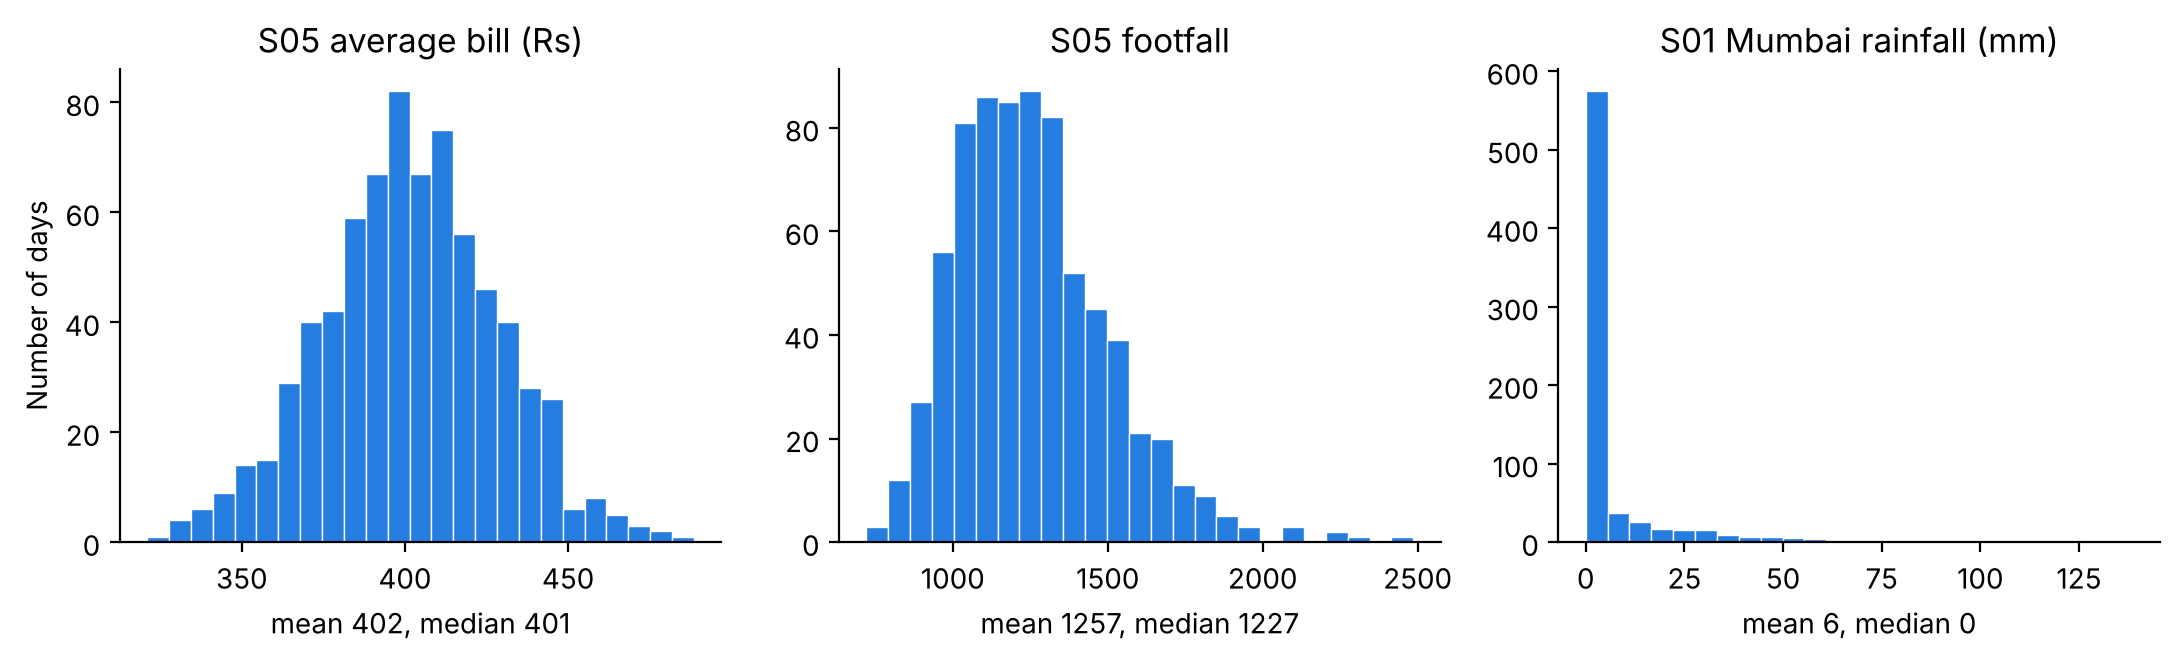 S05 average bill (Rs)
Number of days
80
60
40
20
0
350 400 450
mean 402, median 401
S05 footfall
80
60
40
20
0
1000 1500 2000 2500
mean 1257, median 1227
S01 Mumbai rainfall (mm)
600
500
400
300
200
100
0
0 25 50 75 100 125
mean 6, median 0